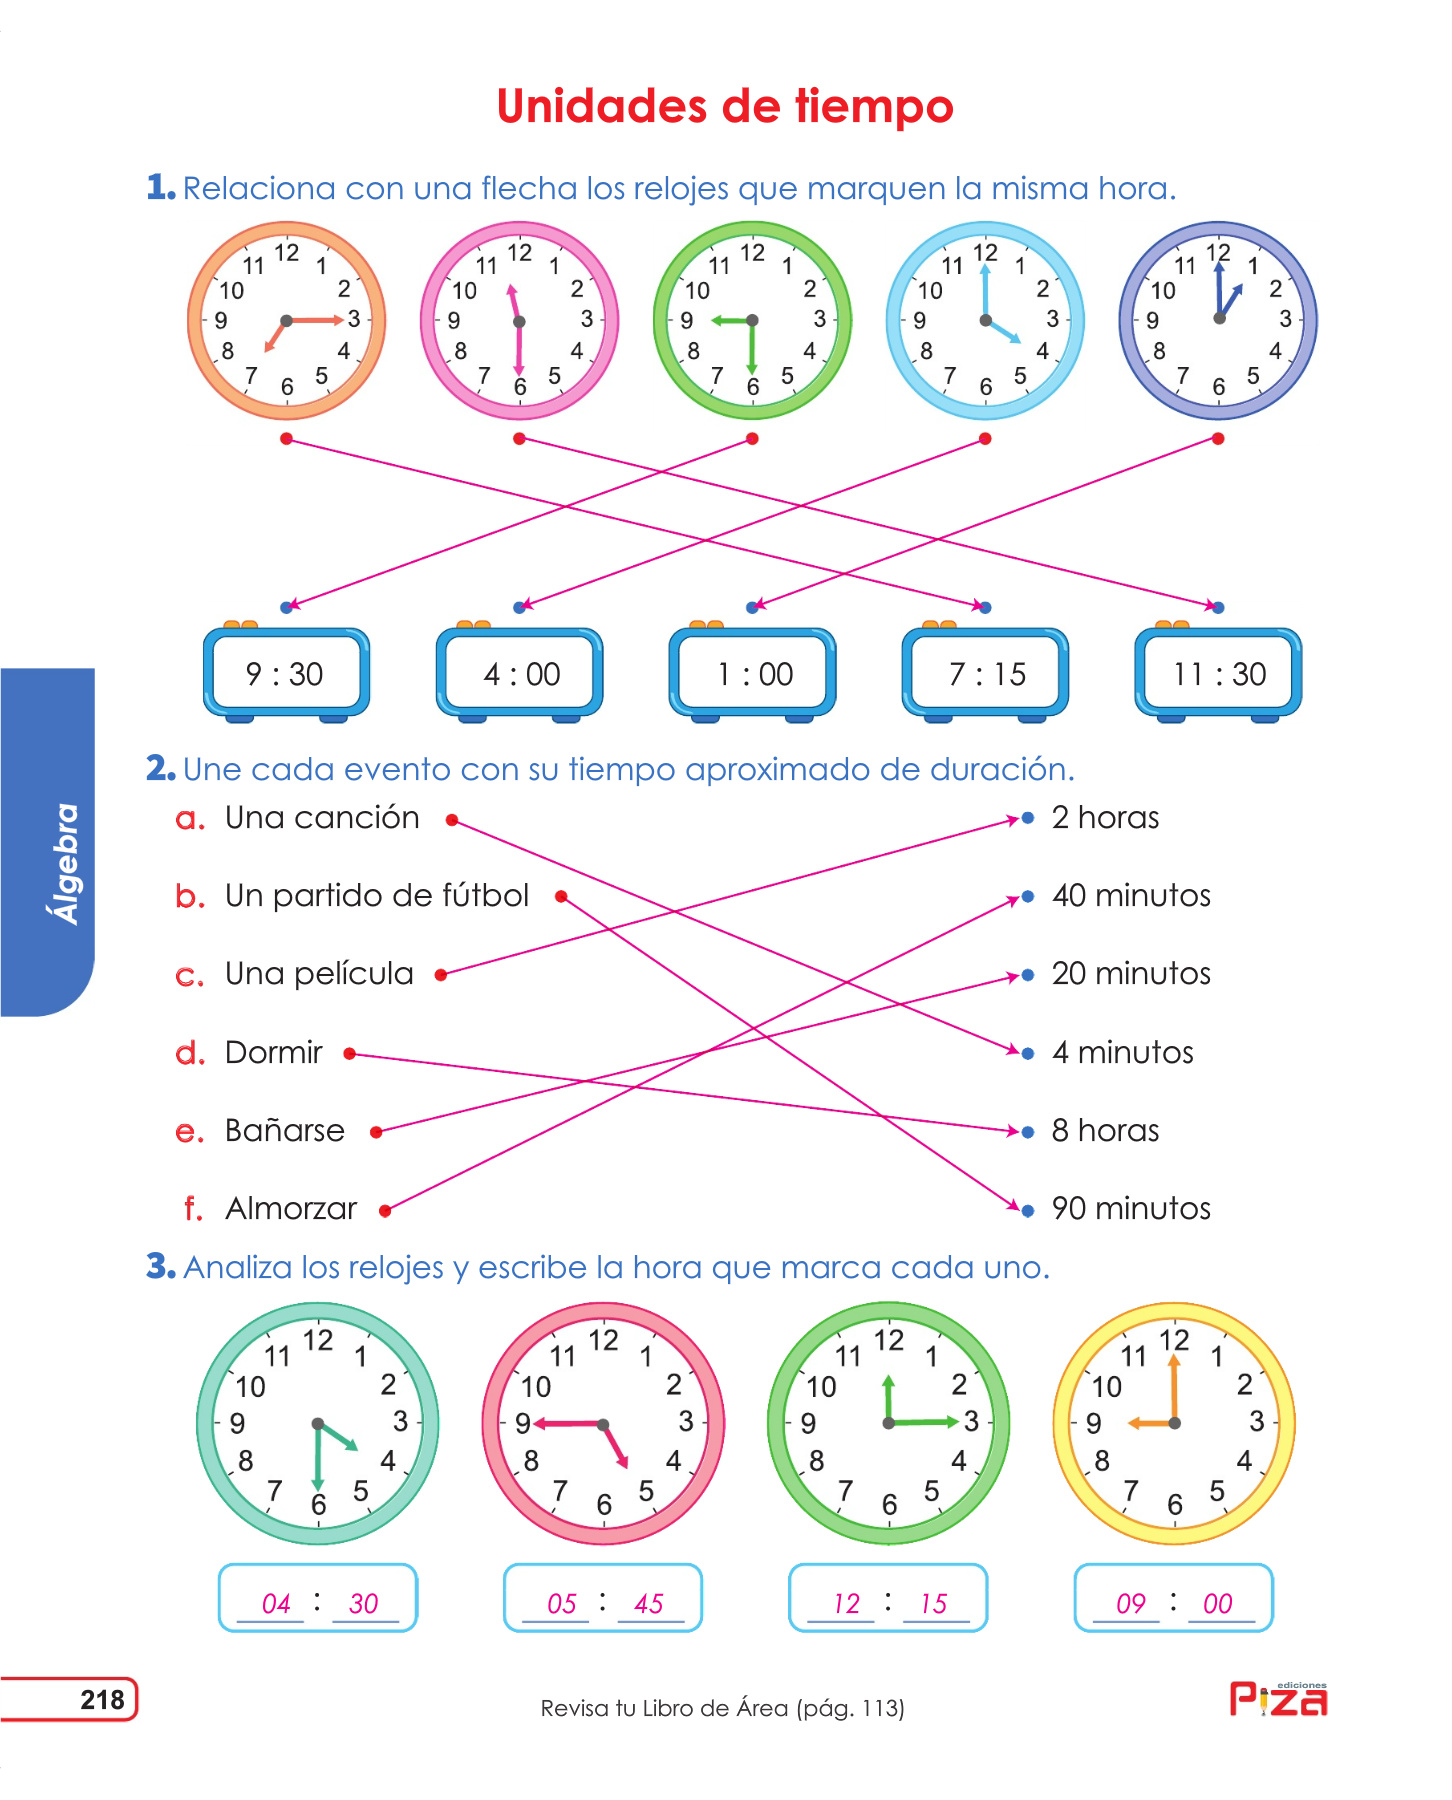 Unidades de tiempo
1. Relaciona con una flecha los relojes que marquen la misma hora.
12 1 2 3 4 5 6 7 8 9 10 11
12 1 2 3 4 5 6 7 8 9 10 11
12 1 2 3 4 5 6 7 8 9 10 11
12 1 2 3 4 5 6 7 8 9 10 11
12 1 2 3 4 5 6 7 8 9 10 11
9 : 30
4 : 00
1 : 00
7 : 15
11 : 30
2. Une cada evento con su tiempo aproximado de duración.
a. Una canción
2 horas
b. Un partido de fútbol
40 minutos
c. Una película
20 minutos
d. Dormir
4 minutos
e. Bañarse
8 horas
f. Almorzar
90 minutos
Álgebra
3. Analiza los relojes y escribe la hora que marca cada uno.
12 1 2 3 4 5 6 7 8 9 10 11
12 1 2 3 4 5 6 7 8 9 10 11
12 1 2 3 4 5 6 7 8 9 10 11
12 1 2 3 4 5 6 7 8 9 10 11
04 : 30
05 : 45
12 : 15
09 : 00
218
Revisa tu Libro de Área (pág. 113)
ediciones
Piza